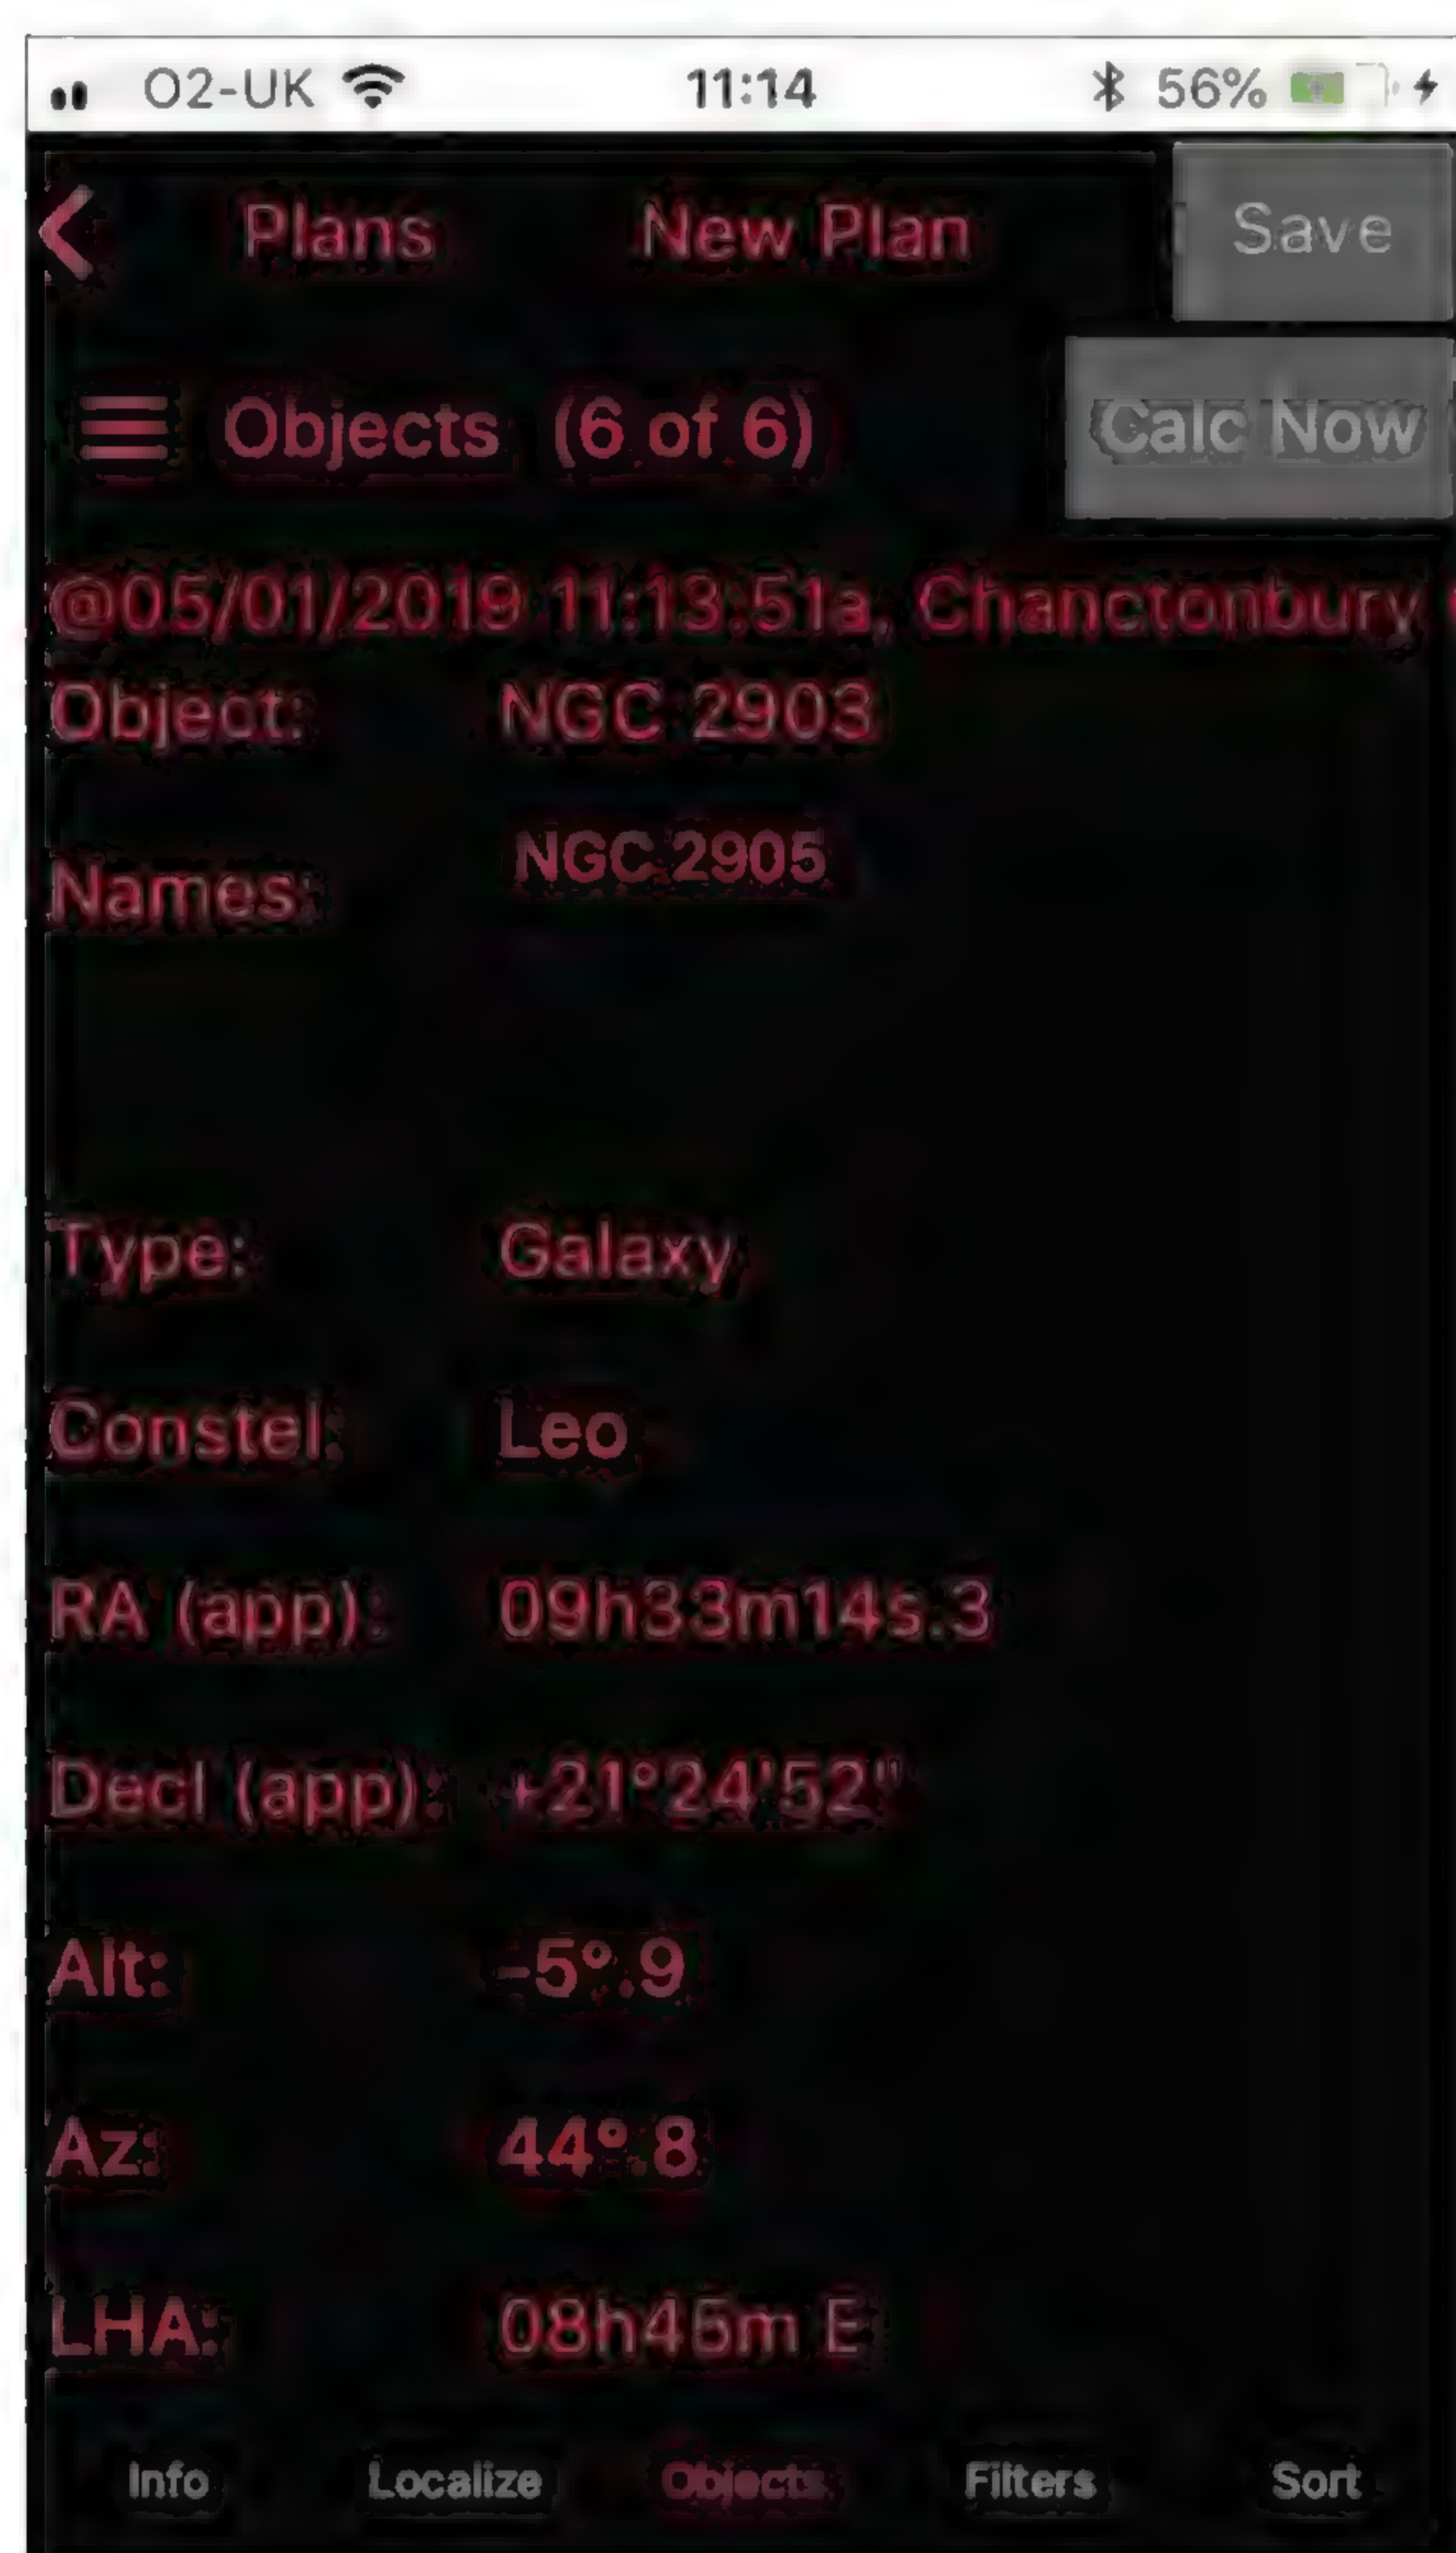 O2-UK 11:14 56%
Plans New Plan Save
Objects (6 of 6) Calc Now
@05/01/2019 11:13:51a, Chanctonbury
Object: NGC 2903
Names: NGC 2905
Type: Galaxy
Constel: Leo
RA (app): 09h33m14s.3
Decl (app): +21°24'52"
Alt: -5°.9
Az: 44°.8
LHA: 08h45m E
Info Localize Objects Filters Sort